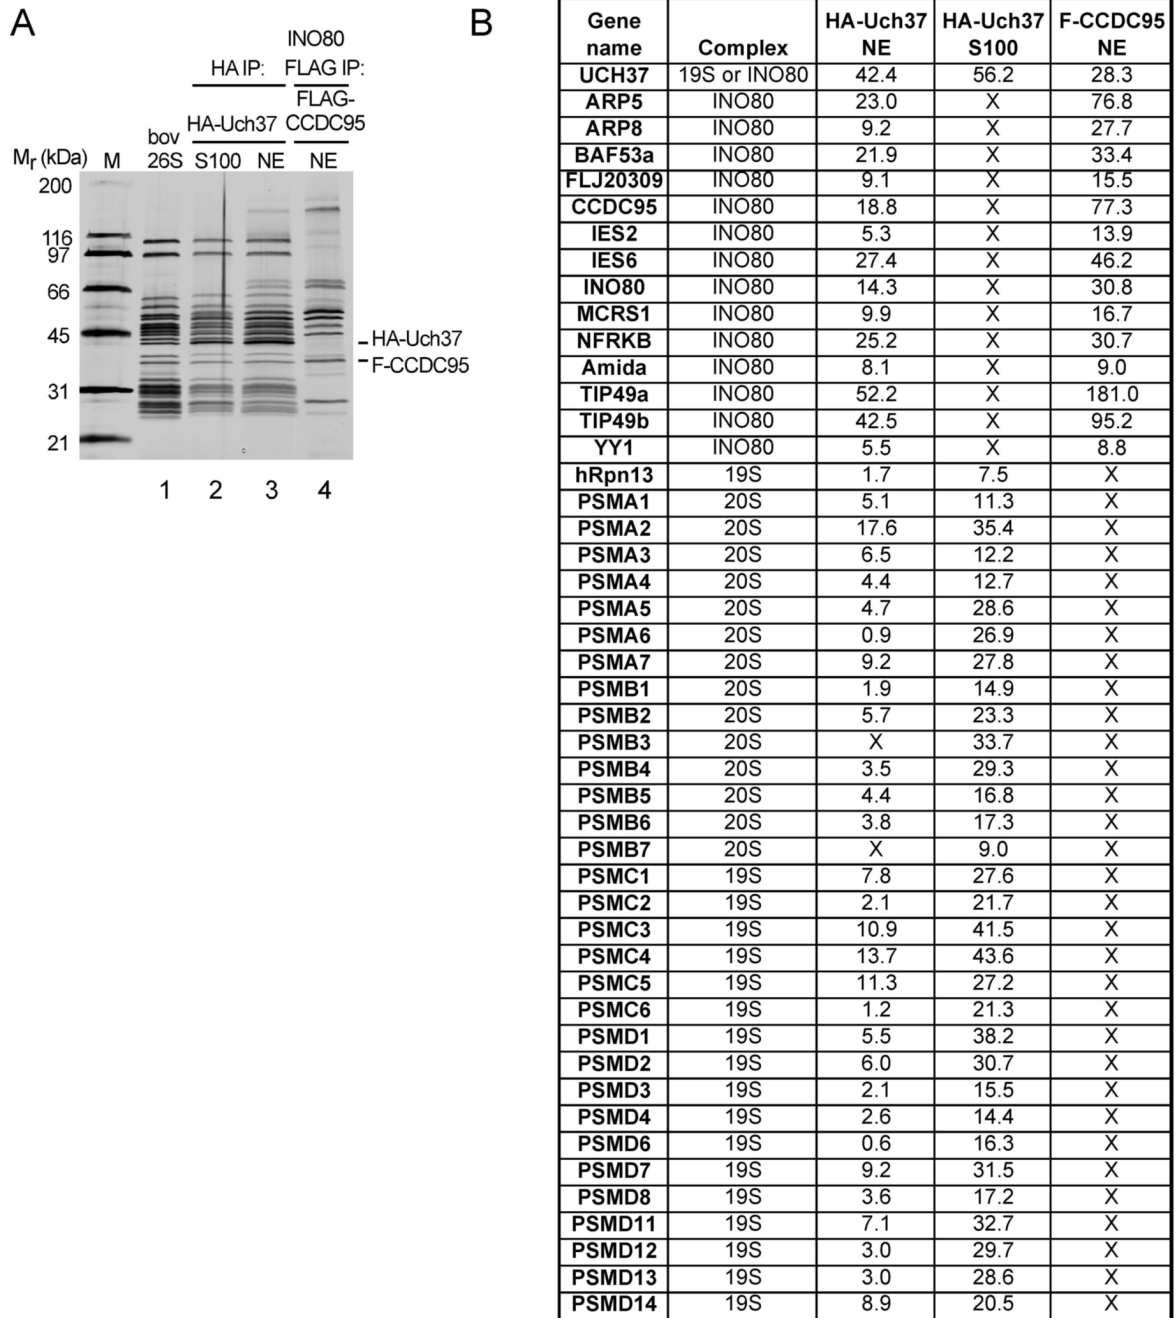 A
INO80
HA IP: FLAG IP:
FLAG-
HA-Uch37 CCDC95
bov
Mr (kDa) M 26S S100 NE NE
200
116
97
66
45
31
21
HA-Uch37
F-CCDC95
1 2 3 4
B
Gene HA-Uch37 HA-Uch37 F-CCDC95
name Complex NE S100 NE
UCH37 19S or INO80 42.4 56.2 28.3
ARP5 INO80 23.0 X 76.8
ARP8 INO80 9.2 X 27.7
BAF53a INO80 21.9 X 33.4
FLJ20309 INO80 9.1 X 15.5
CCDC95 INO80 18.8 X 77.3
IES2 INO80 5.3 X 13.9
IES6 INO80 27.4 X 46.2
INO80 INO80 14.3 X 30.8
MCRS1 INO80 9.9 X 16.7
NFRKB INO80 25.2 X 30.7
Amida INO80 8.1 X 9.0
TIP49a INO80 52.2 X 181.0
TIP49b INO80 42.5 X 95.2
YY1 INO80 5.5 X 8.8
hRpn13 19S 1.7 7.5 X
PSMA1 20S 5.1 11.3 X
PSMA2 20S 17.6 35.4 X
PSMA3 20S 6.5 12.2 X
PSMA4 20S 4.4 12.7 X
PSMA5 20S 4.7 28.6 X
PSMA6 20S 0.9 26.9 X
PSMA7 20S 9.2 27.8 X
PSMB1 20S 1.9 14.9 X
PSMB2 20S 5.7 23.3 X
PSMB3 20S X 33.7 X
PSMB4 20S 3.5 29.3 X
PSMB5 20S 4.4 16.8 X
PSMB6 20S 3.8 17.3 X
PSMB7 20S X 9.0 X
PSMC1 19S 7.8 27.6 X
PSMC2 19S 2.1 21.7 X
PSMC3 19S 10.9 41.5 X
PSMC4 19S 13.7 43.6 X
PSMC5 19S 11.3 27.2 X
PSMC6 19S 1.2 21.3 X
PSMD1 19S 5.5 38.2 X
PSMD2 19S 6.0 30.7 X
PSMD3 19S 2.1 15.5 X
PSMD4 19S 2.6 14.4 X
PSMD6 19S 0.6 16.3 X
PSMD7 19S 9.2 31.5 X
PSMD8 19S 3.6 17.2 X
PSMD11 19S 7.1 32.7 X
PSMD12 19S 3.0 29.7 X
PSMD13 19S 3.0 28.6 X
PSMD14 19S 8.9 20.5 X